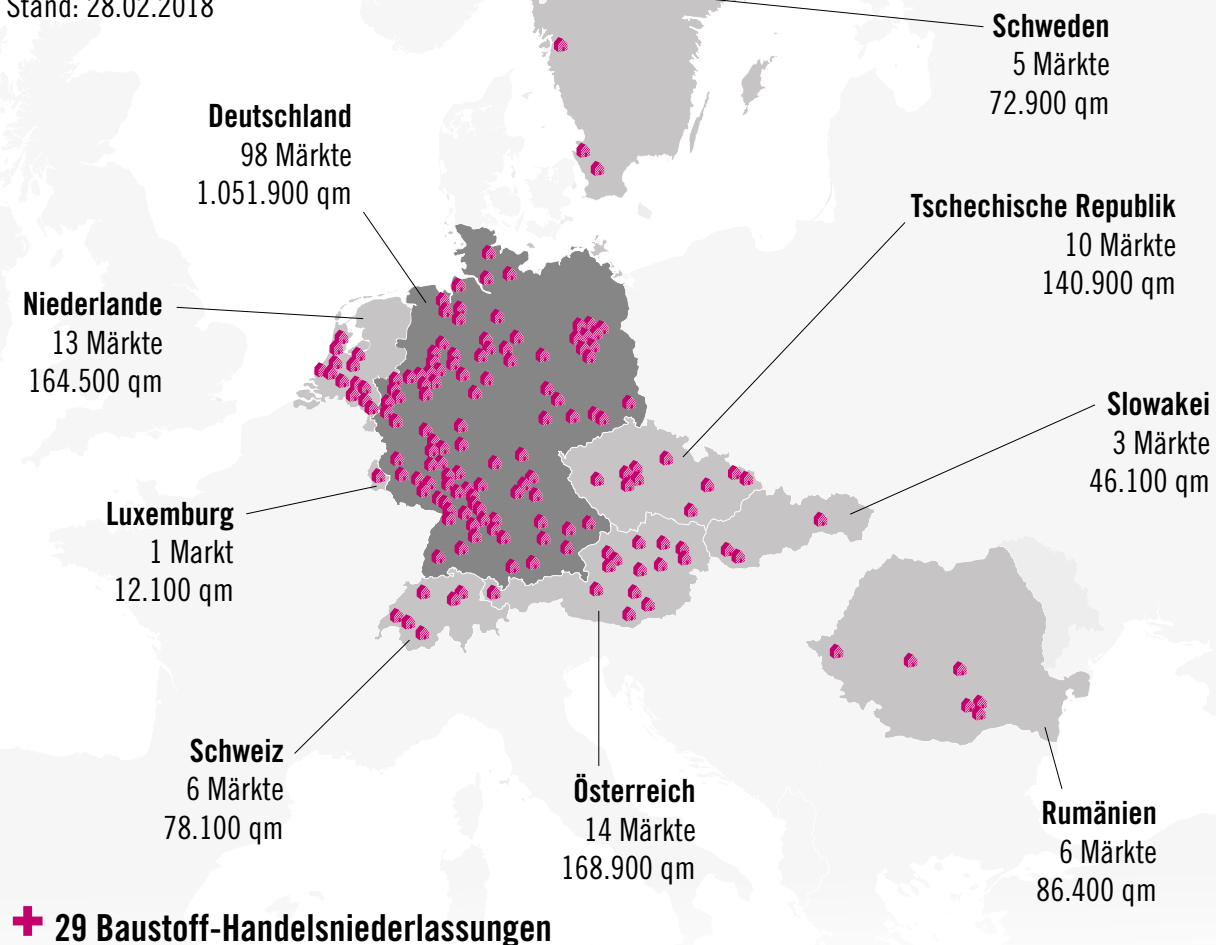 Stand: 28.02.2018
Schweden
5 Märkte
72.900 qm
Deutschland
98 Märkte
1.051.900 qm
Tschechische Republik
10 Märkte
140.900 qm
Niederlande
13 Märkte
164.500 qm
Slowakei
3 Märkte
46.100 qm
Luxemburg
1 Markt
12.100 qm
Schweiz
6 Märkte
78.100 qm
Österreich
14 Märkte
168.900 qm
Rumänien
6 Märkte
86.400 qm
+ 29 Baustoff-Handelsniederlassungen